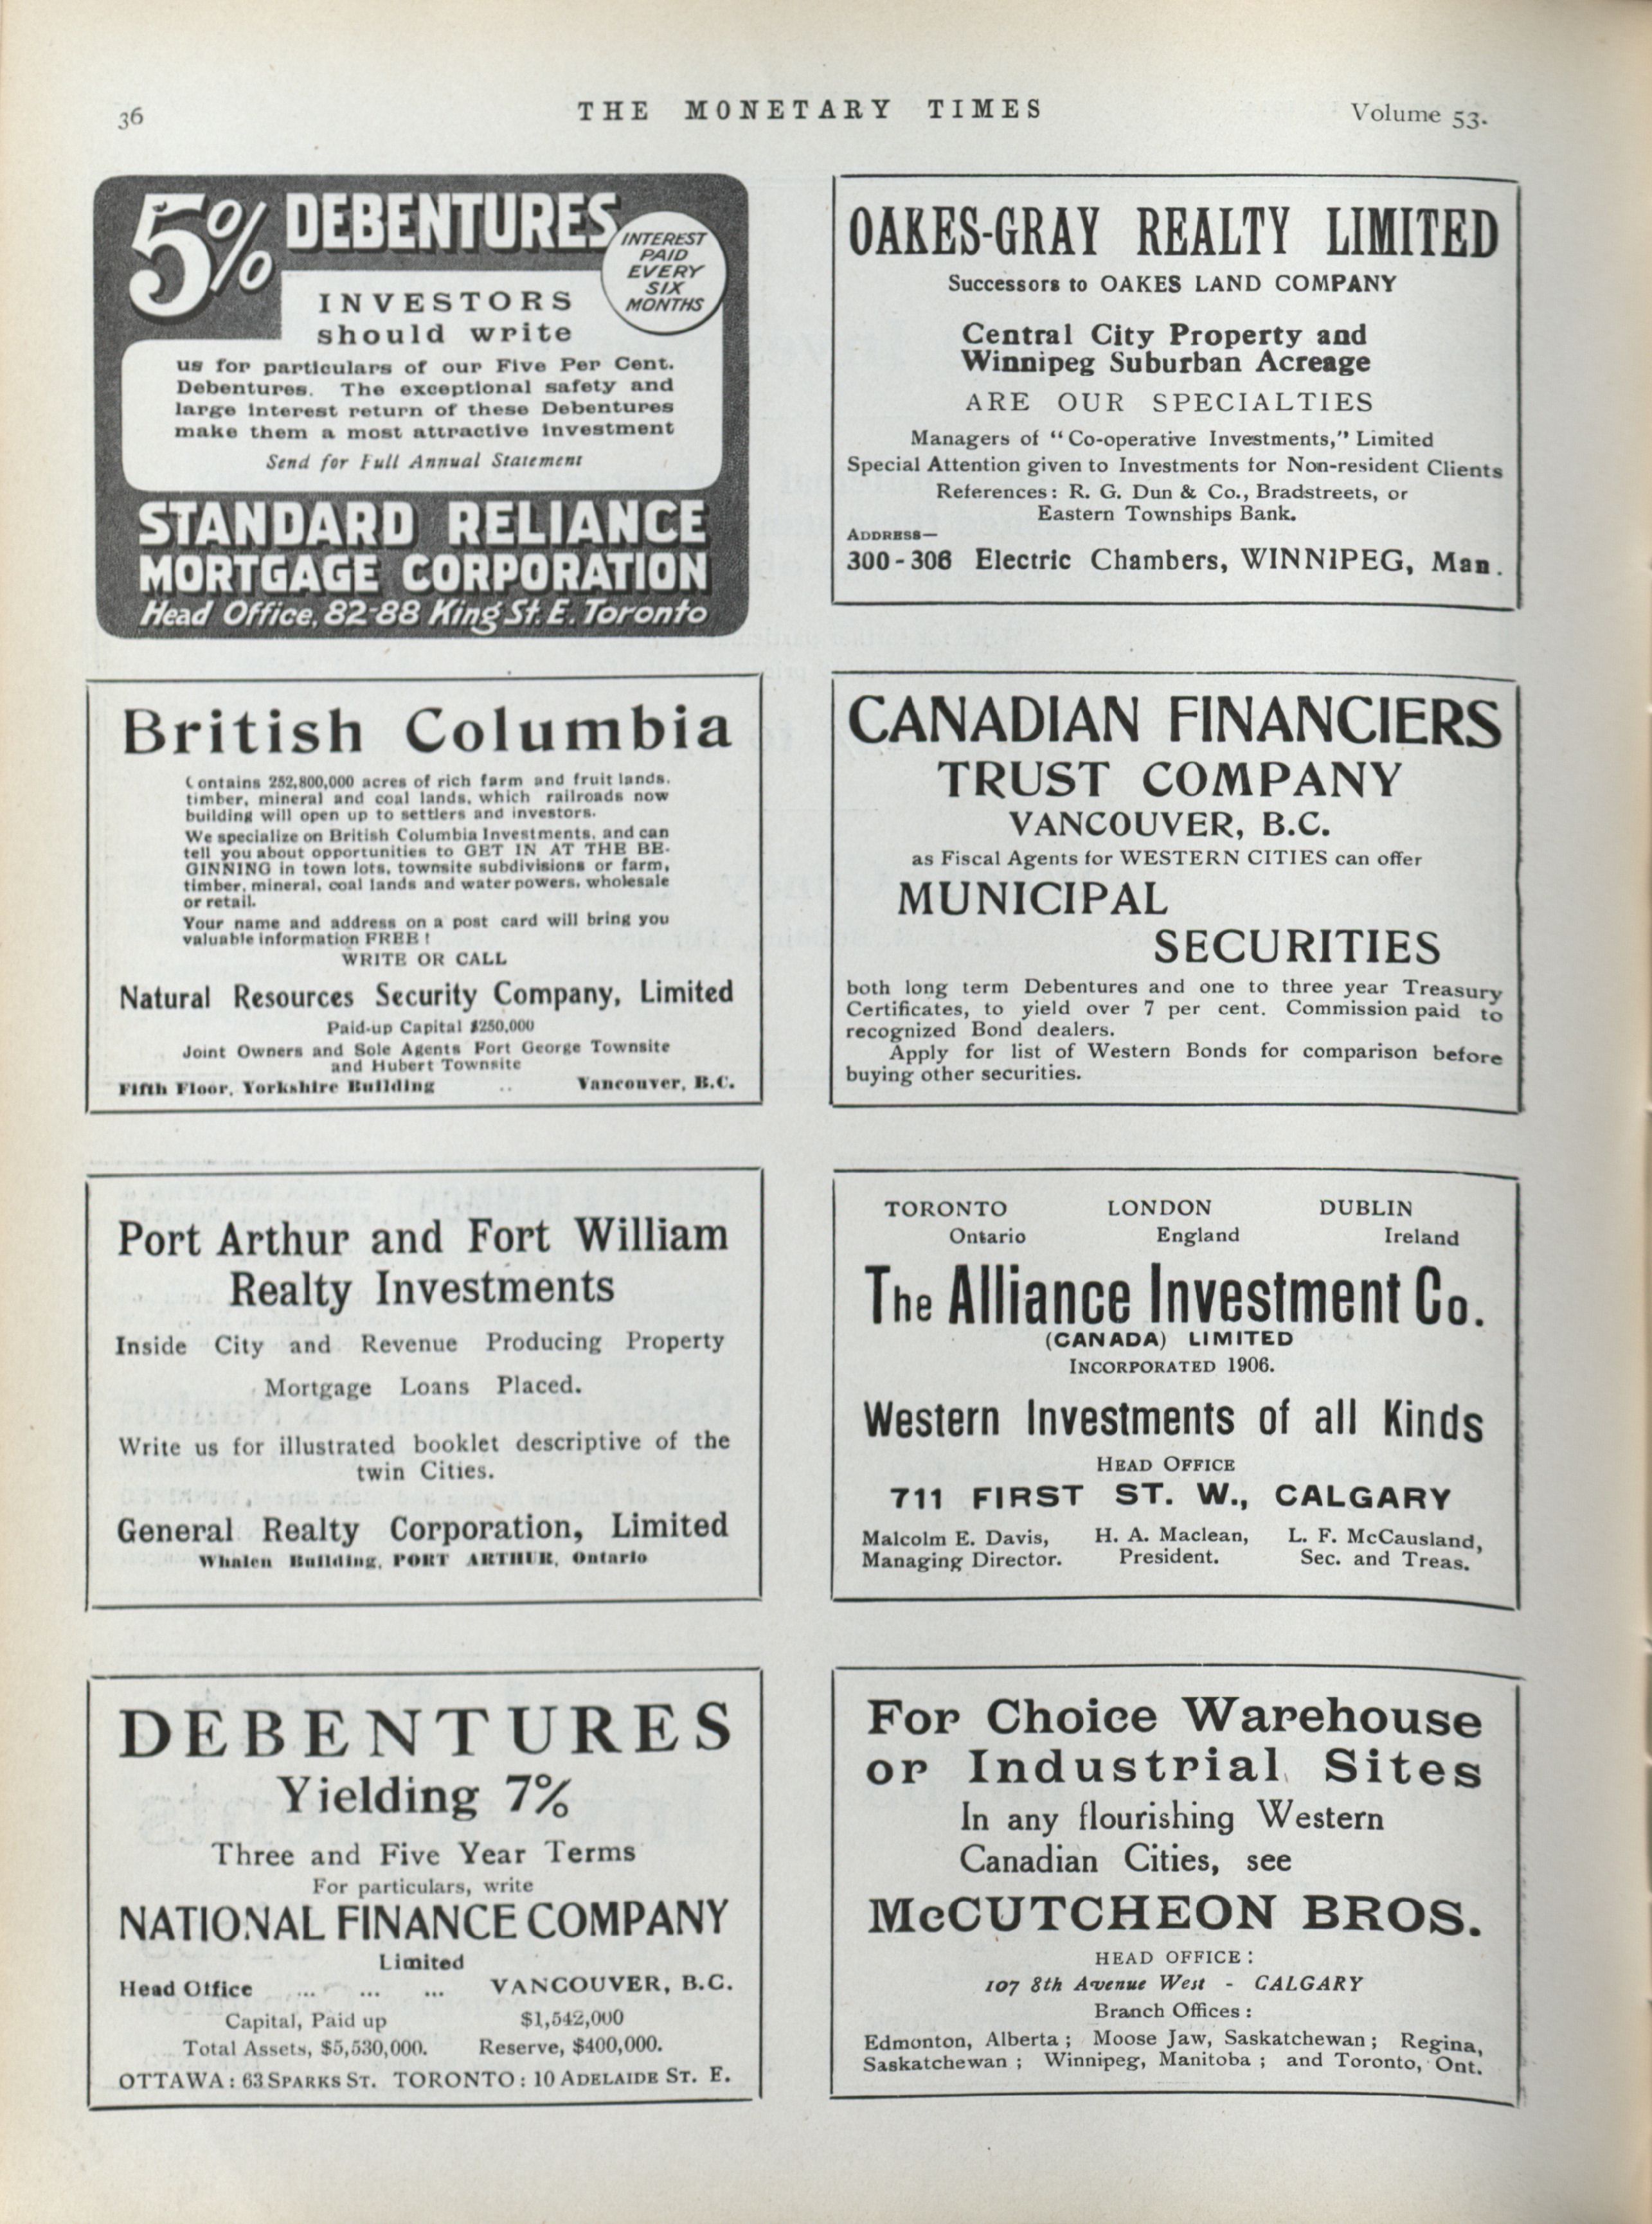 36
THE MONETARY TIMES
Volume 53.
5% DEBENTURES
INTEREST
PAID
EVERY
SIX
MONTHS
INVESTORS
should write
us for particulars of our Five Per Cent.
Debentures. The exceptional safety and
large interest return of these Debentures
make them a most attractive investment
Send for Full Annual Statement
STANDARD RELIANCE
MORTGAGE CORPORATION
Head Office, 82-88 King St. E. Toronto
OAKES-GRAY REALTY LIMITED
Successors to OAKES LAND COMPANY
Central City Property and
Winnipeg Suburban Acreage
ARE OUR SPECIALTIES
Managers of "Co-operative Investments," Limited
Special Attention given to Investments for Non-resident Clients
References: R. G. Dun & Co., Bradstreets, or
Eastern Townships Bank.
ADDRESS—
300-306 Electric Chambers, WINNIPEG, Man.
British Columbia
Contains 252,800,000 acres of rich farm and fruit lands,
timber, mineral and coal lands, which railroads now
building will open up to settlers and investors.
We specialize on British Columbia Investments, and can
tell you about opportunities to GET IN AT THE BE-
GINNING in town lots, townsite subdivisions or farm,
timber, mineral, coal lands and water powers, wholesale
or retail.
Your name and address on a post card will bring you
valuable information FREE!
WRITE OR CALL
Natural Resources Security Company, Limited
Paid-up Capital $250,000
Joint Owners and Sole Agents Fort George Townsite
and Hubert Townsite
Fifth Floor, Yorkshire Building .. Vancouver, B.C.
CANADIAN FINANCIERS
TRUST COMPANY
VANCOUVER, B.C.
as Fiscal Agents for WESTERN CITIES can offer
MUNICIPAL
SECURITIES
both long term Debentures and one to three year Treasury
Certificates, to yield over 7 per cent. Commission paid to
recognized Bond dealers.
Apply for list of Western Bonds for comparison before
buying other securities.
Port Arthur and Fort William
Realty Investments
Inside City and Revenue Producing Property
Mortgage Loans Placed.
Write us for illustrated booklet descriptive of the
twin Cities.
General Realty Corporation, Limited
Whalen Building, PORT ARTHUR, Ontario
TORONTO LONDON DUBLIN
Ontario England Ireland
The Alliance Investment Co.
(CANADA) LIMITED
INCORPORATED 1906.
Western Investments of all Kinds
HEAD OFFICE
711 FIRST ST. W., CALGARY
Malcolm E. Davis, H. A. Maclean, L. F. McCausland,
Managing Director. President. Sec. and Treas.
DEBENTURES
Yielding 7%
Three and Five Year Terms
For particulars, write
NATIONAL FINANCE COMPANY
Limited
Head Office ... ... ... VANCOUVER, B.C.
Capital, Paid up $1,542,000
Total Assets, $5,530,000. Reserve, $400,000.
OTTAWA: 63 SPARKS ST. TORONTO: 10 ADELAIDE ST. E.
For Choice Warehouse
or Industrial Sites
In any flourishing Western
Canadian Cities, see
McCUTCHEON BROS.
HEAD OFFICE:
107 8th Avenue West - CALGARY
Branch Offices:
Edmonton, Alberta; Moose Jaw, Saskatchewan; Regina,
Saskatchewan; Winnipeg, Manitoba; and Toronto, Ont.